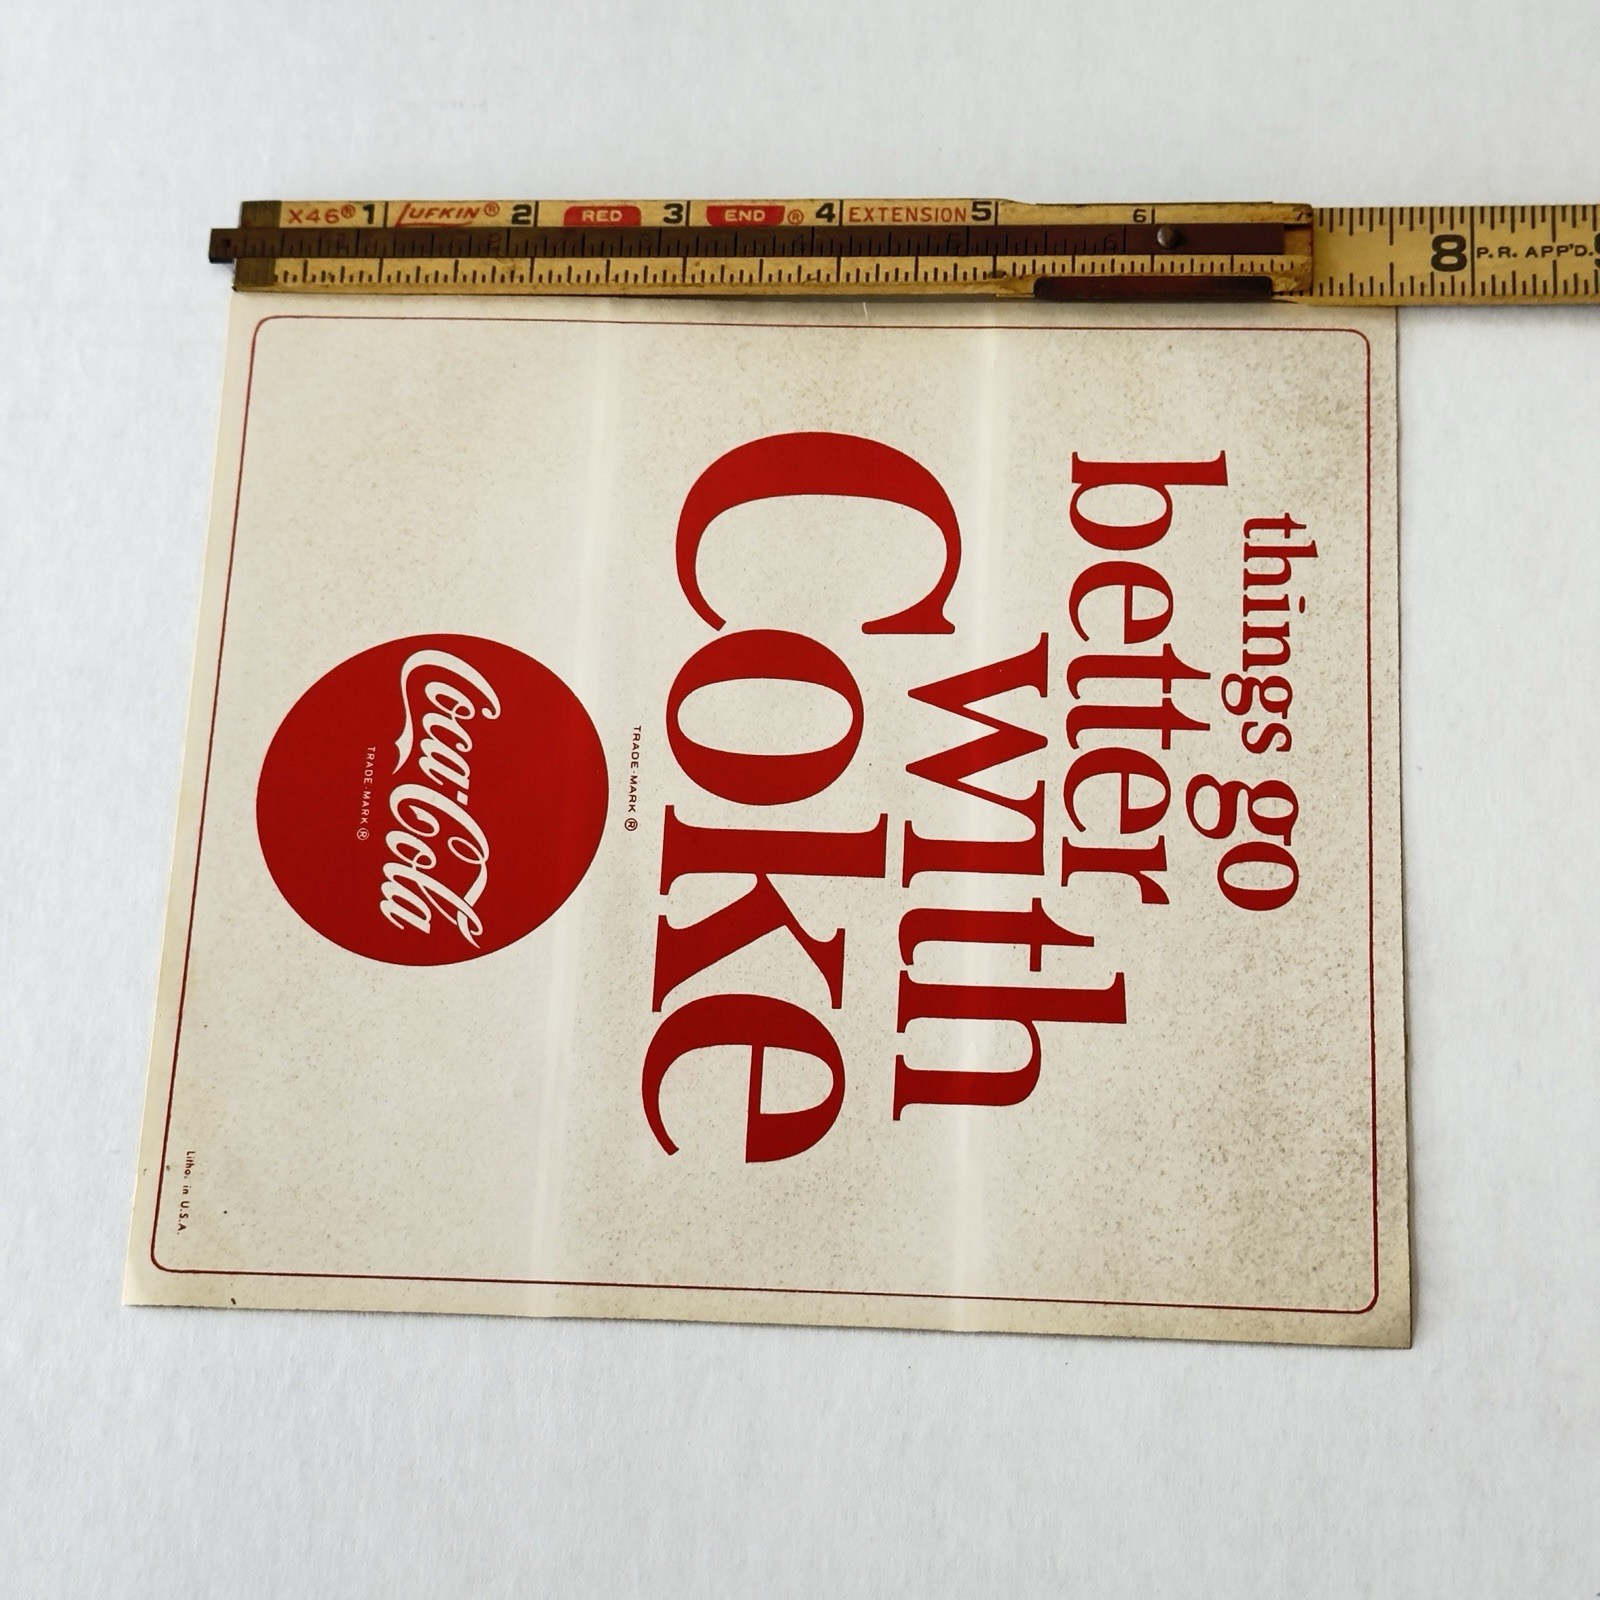 X46® 1 LUFKIN® 2 RED 3 END ® 4 EXTENSION 5 6
8 P.R. APP'D. 9
things go
better
with
Coke
TRADE-MARK ®
Coca-Cola
TRADE-MARK ®
Litho. in U.S.A.